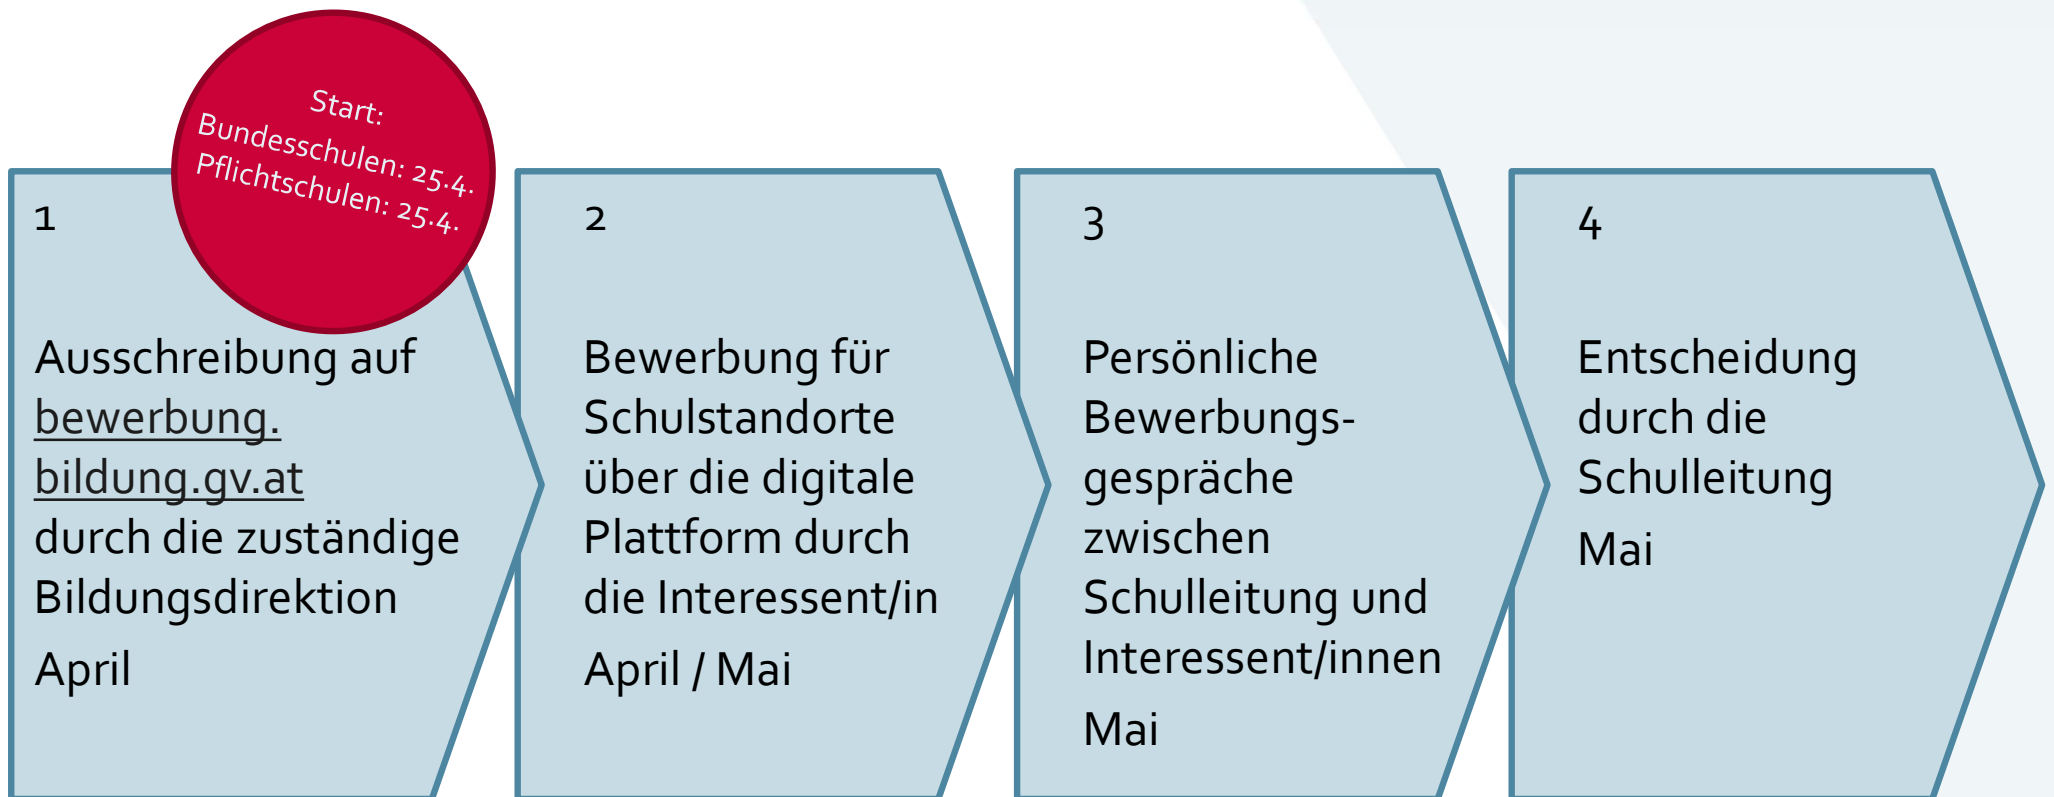 Start:
Bundesschulen: 25.4.
Pflichtschulen: 25.4.
1
Ausschreibung auf
bewerbung.
bildung.gv.at
durch die zuständige
Bildungsdirektion
April
2
Bewerbung für
Schulstandorte
über die digitale
Plattform durch
die Interessent/in
April / Mai
3
Persönliche
Bewerbungs-
gespräche
zwischen
Schulleitung und
Interessent/innen
Mai
4
Entscheidung
durch die
Schulleitung
Mai